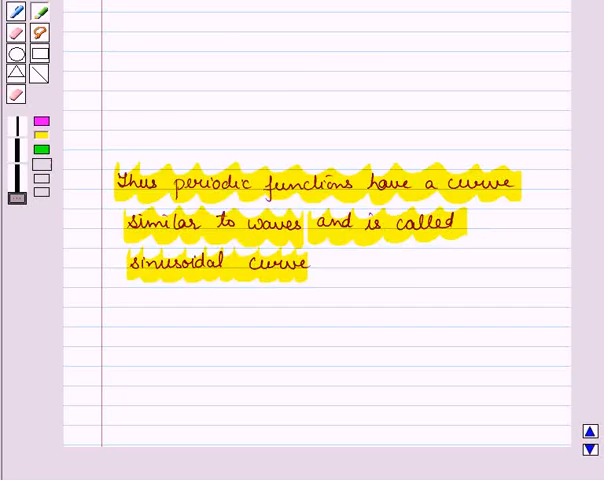 Thus periodic functions have a curve
similar to waves and is called
sinusoidal curve